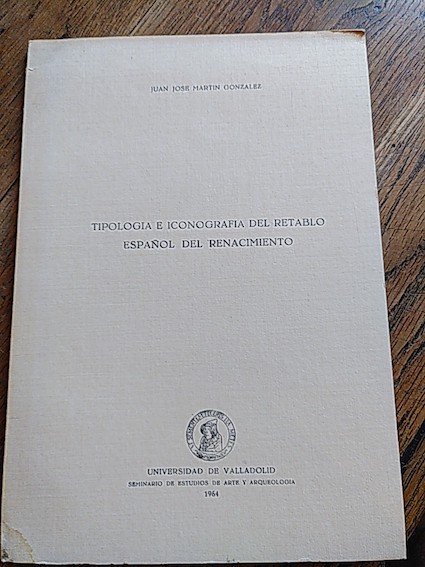 JUAN JOSE MARTIN GONZALEZ
TIPOLOGIA E ICONOGRAFIA DEL RETABLO
ESPAÑOL DEL RENACIMIENTO
UNIVERSIDAD DE VALLADOLID
SEMINARIO DE ESTUDIOS DE ARTE Y ARQUEOLOGIA
1964